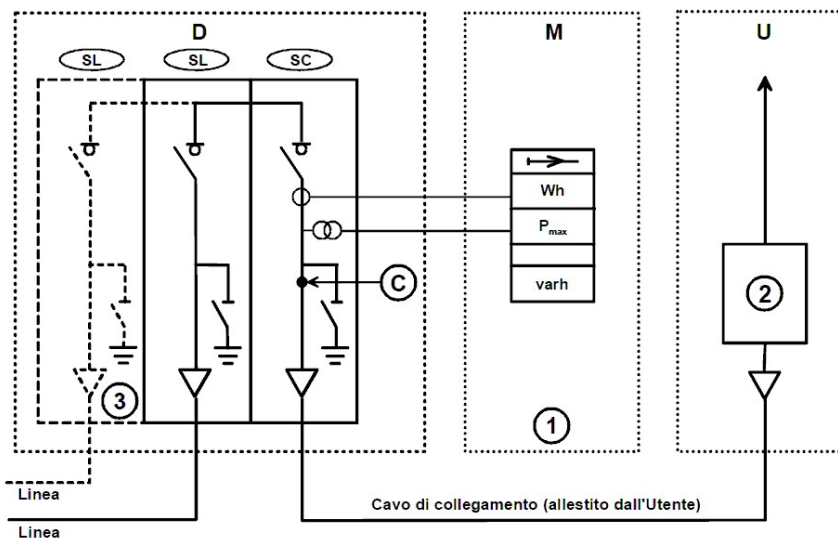 D
M
U
SL
SL
SC
Wh
Pmax
varh
C
2
3
1
Linea
Linea
Cavo di collegamento (allestito dall'Utente)